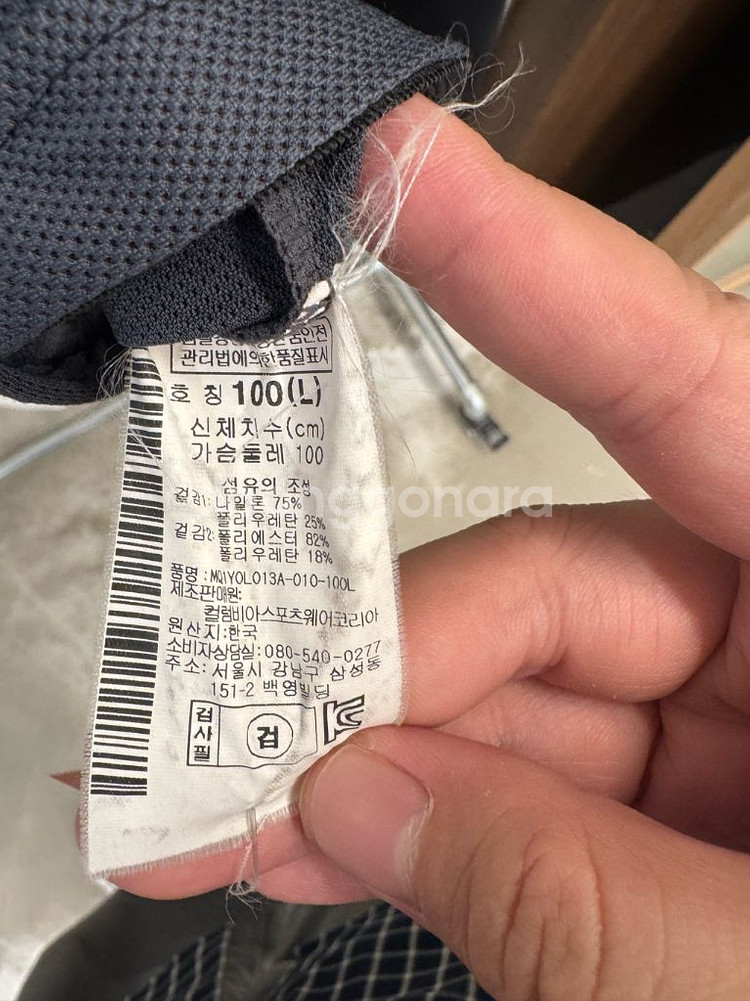 관리법에의한품질표시
호 칭 100(L)
신체치수(cm)
가슴둘레 100
섬유의 조성
겉감1: 나일론 75%
폴리우레탄 25%
겉감2: 폴리에스터 82%
폴리우레탄 18%
품명 : MQ1YOL013A-010-100L
제조판매원:
컬럼비아스포츠웨어코리아
원산지:한국
소비자상담실:080-540-0277
주소: 서울시 강남구 삼성동
151-2 백영빌딩
검사필
검